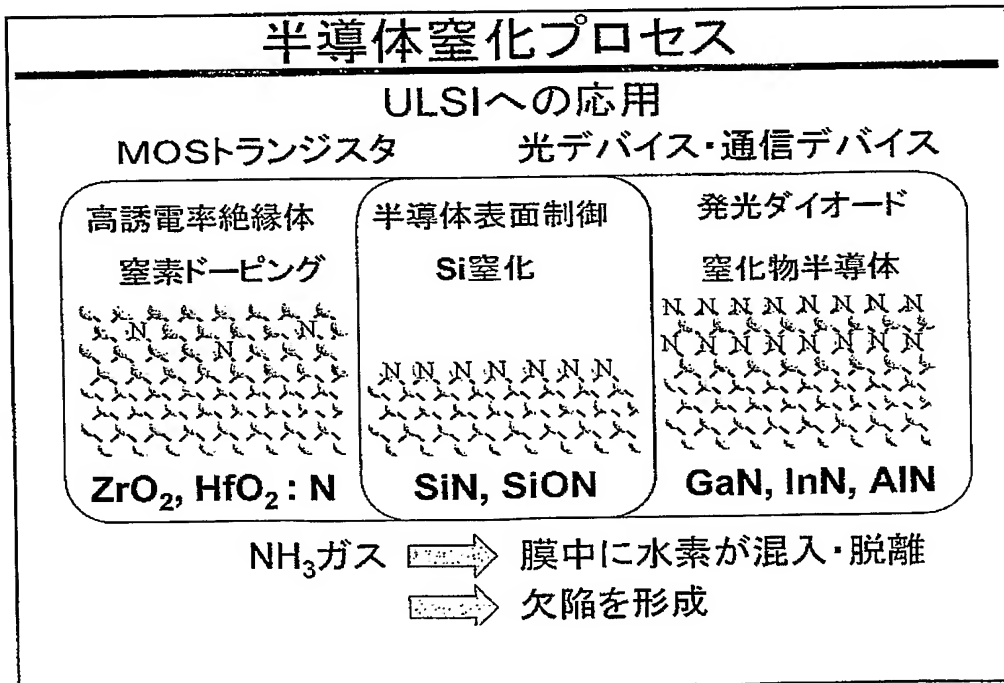 半導体窒化プロセス
ULSIへの応用
MOSトランジスタ
光デバイス・通信デバイス
高誘電率絶縁体
窒素ドーピング
N N
N
ZrO₂, HfO₂ : N
半導体表面制御
Si窒化
N N N N N N N
SiN, SiON
発光ダイオード
窒化物半導体
N N N N N N N N
N N N N N N N N
GaN, InN, AlN
NH₃ガス 膜中に水素が混入・脱離
欠陥を形成